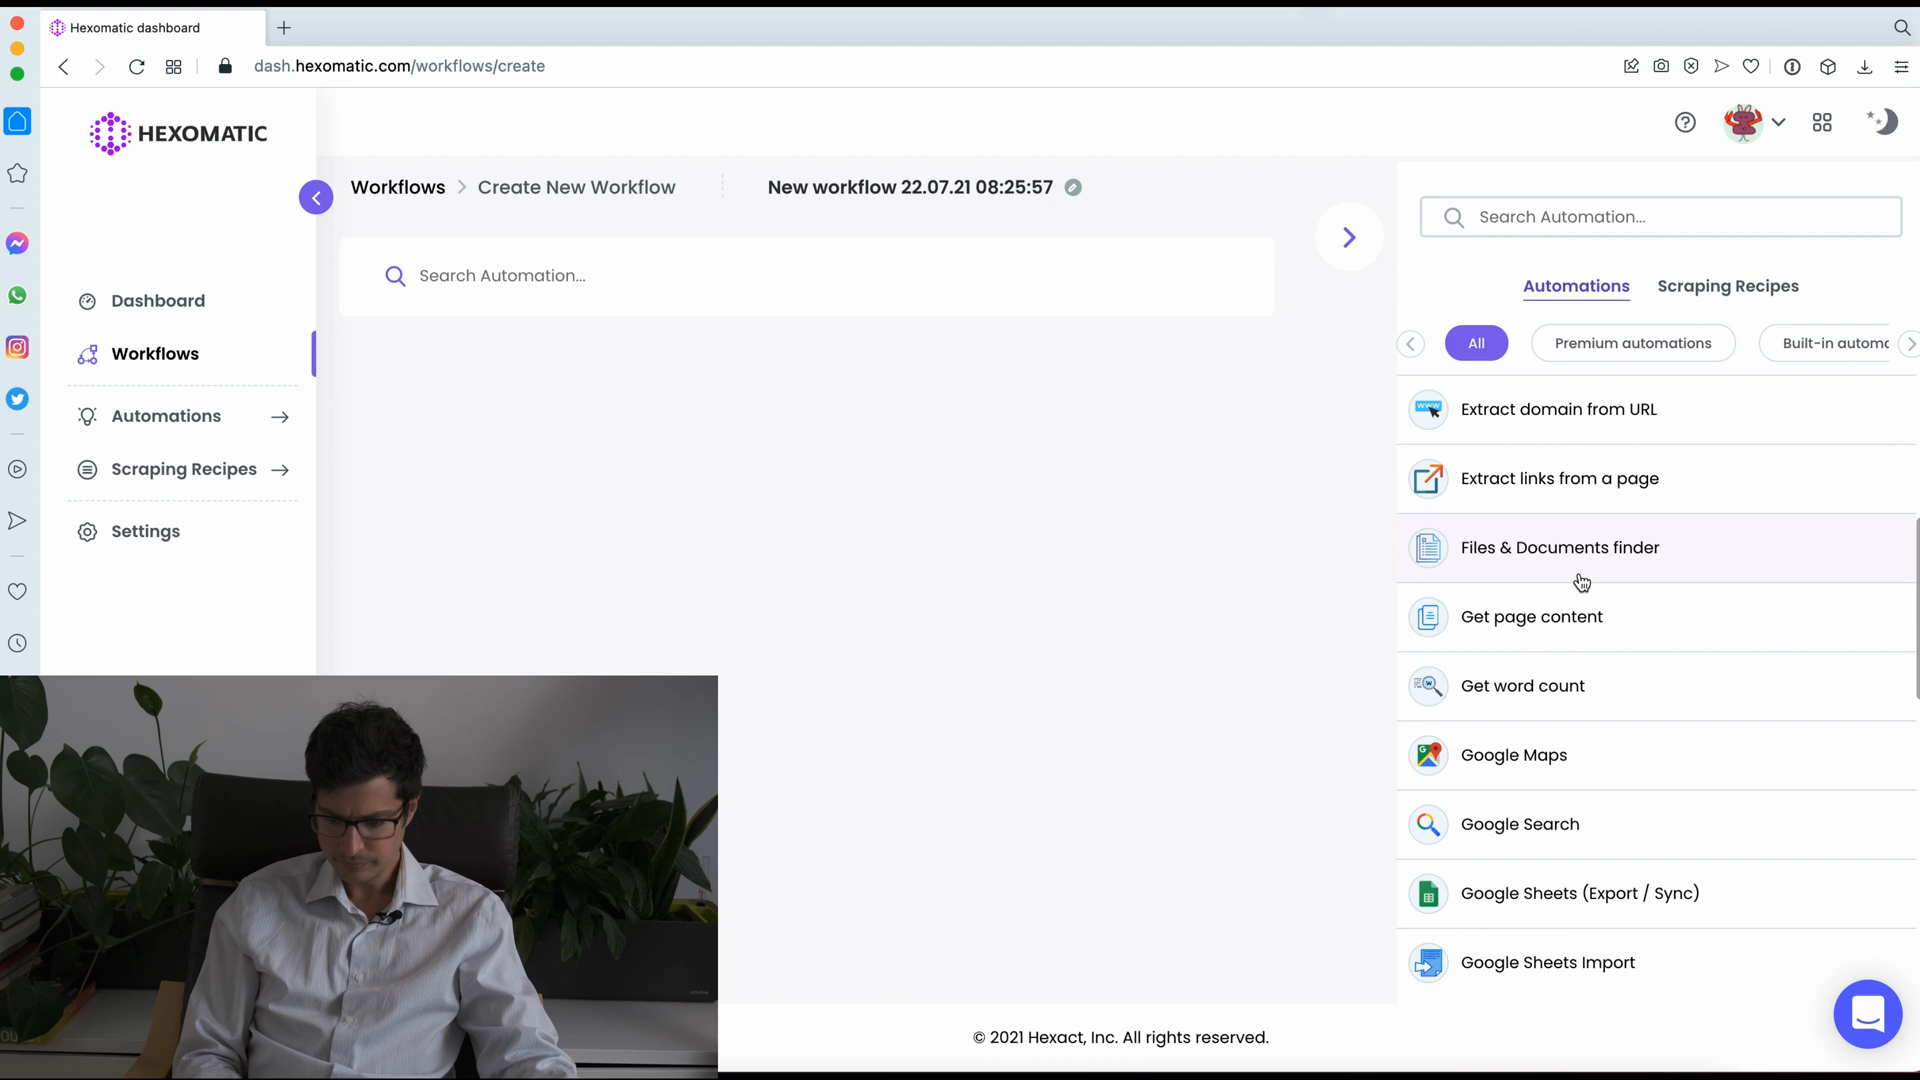 Hexomatic dashboard
dash.hexomatic.com/workflows/create
HEXOMATIC
Dashboard
Workflows
Automations
Scraping Recipes
Settings
Workflows > Create New Workflow
New workflow 22.07.21 08:25:57
Search Automation...
Search Automation...
Automations
Scraping Recipes
All
Premium automations
Built-in automa
Extract domain from URL
Extract links from a page
Files & Documents finder
Get page content
Get word count
Google Maps
Google Search
Google Sheets (Export / Sync)
Google Sheets Import
© 2021 Hexact, Inc. All rights reserved.